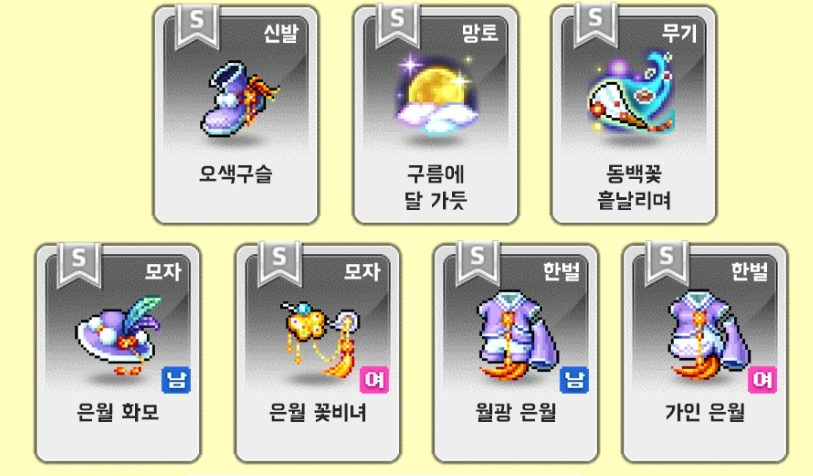 S
신발
오색구슬
S
망토
구름에
달 가듯
S
무기
동백꽃
흩날리며
S
모자
남
은월 화모
S
모자
여
은월 꽃비녀
S
한벌
남
월광 은월
S
한벌
여
가인 은월